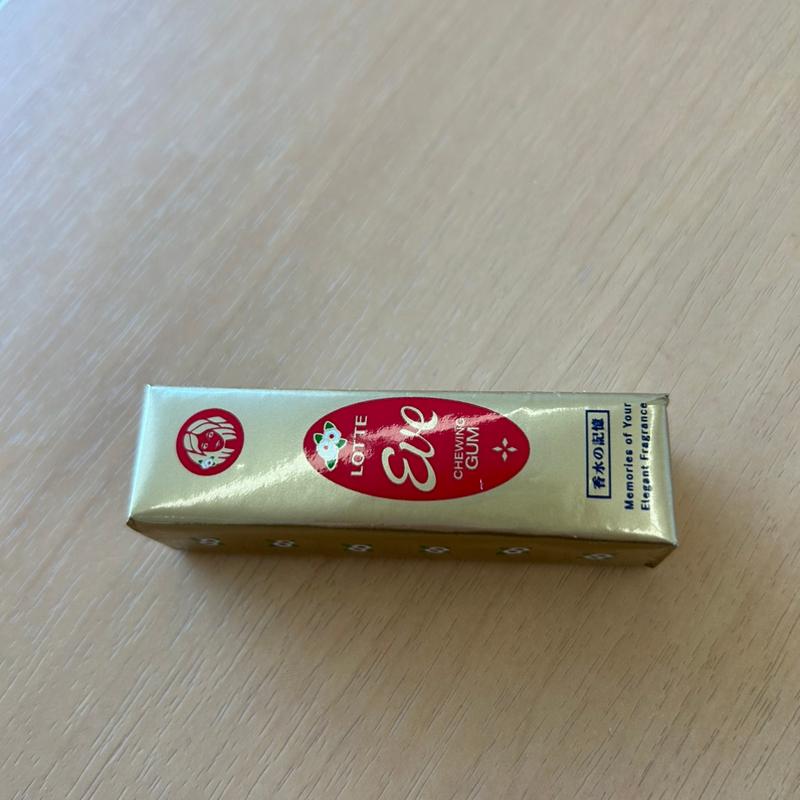 LOTTE
Eve
CHEWING
GUM
香水の記憶
Memories of Your
Elegant Fragrance